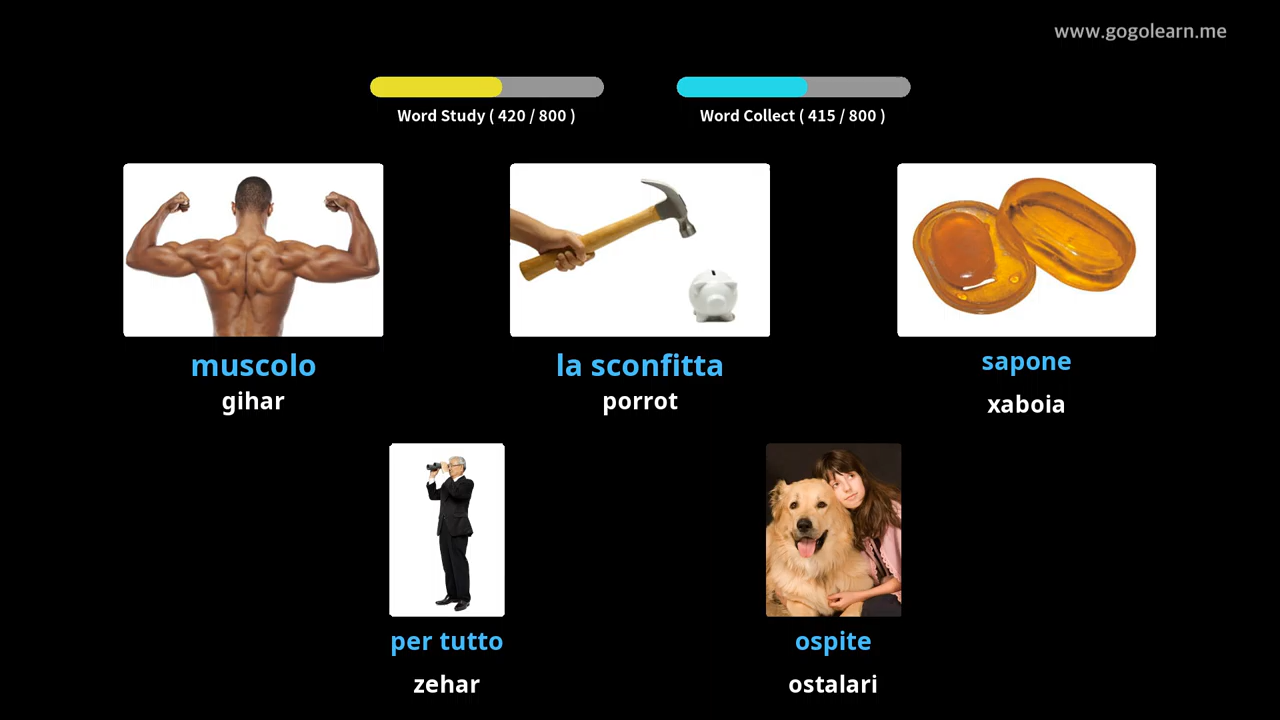 www.gogolearn.me
Word Study ( 420 / 800 )
Word Collect ( 415 / 800 )
muscolo
gihar
la sconfitta
porrot
sapone
xaboia
per tutto
zehar
ospite
ostalari